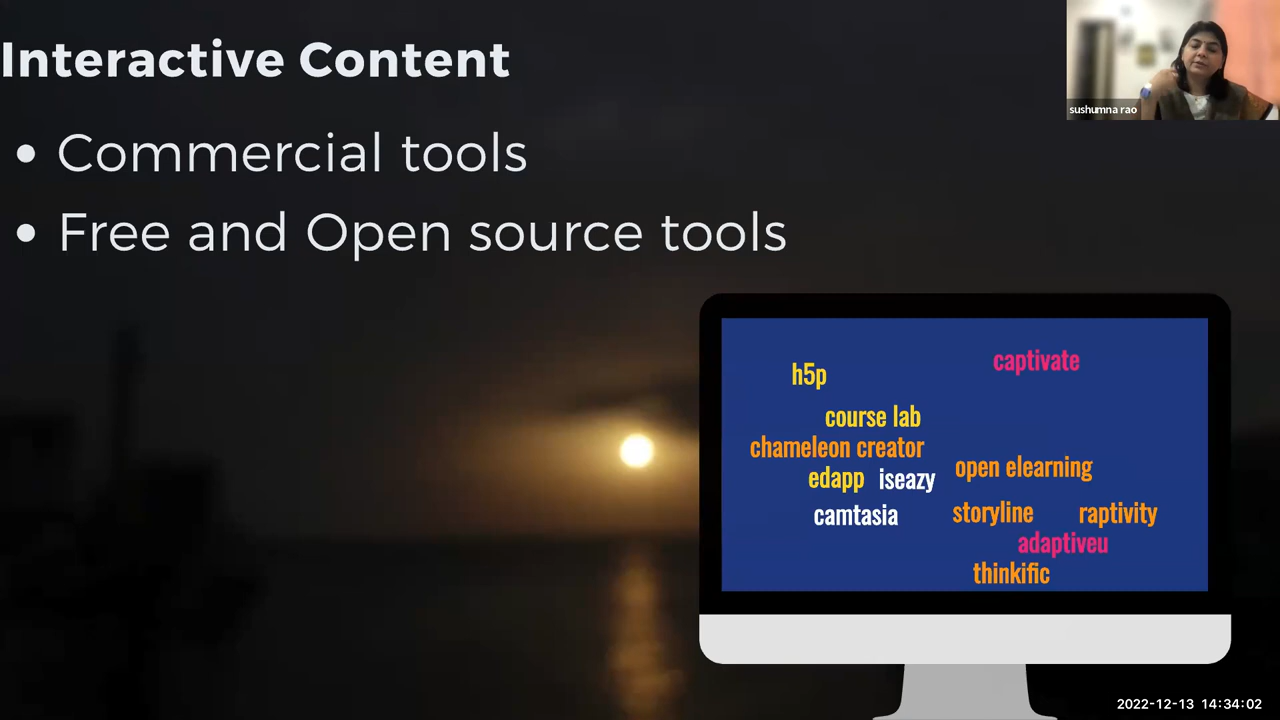 Interactive Content
• Commercial tools
• Free and Open source tools
sushumna rao
captivate
h5p
course lab
chameleon creator
open elearning
edapp iseazy
camtasia
storyline raptivity
adaptiveu
thinkific
2022-12-13 14:34:02